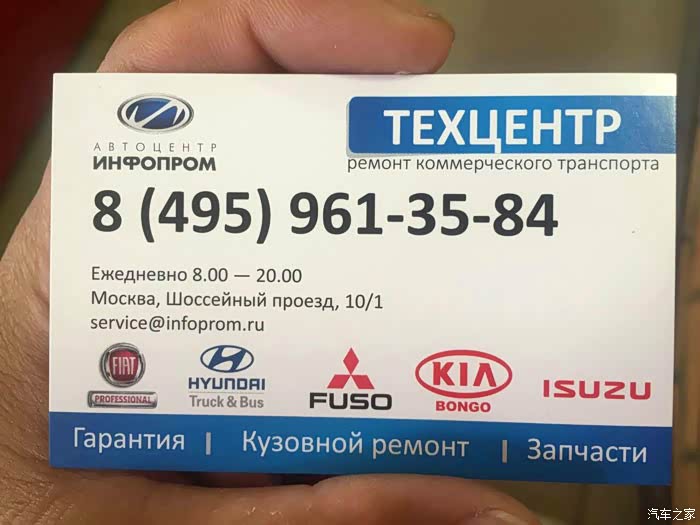 АВТОЦЕНТР
ИНФОПРОМ
ТЕХЦЕНТР
ремонт коммерческого транспорта
8 (495) 961-35-84
Ежедневно 8.00 — 20.00
Москва, Шоссейный проезд, 10/1
service@infoprom.ru
FIAT
PROFESSIONAL
HYUNDAI
Truck & Bus
FUSO
KIA
BONGO
ISUZU
Гарантия | Кузовной ремонт | Запчасти
汽车之家